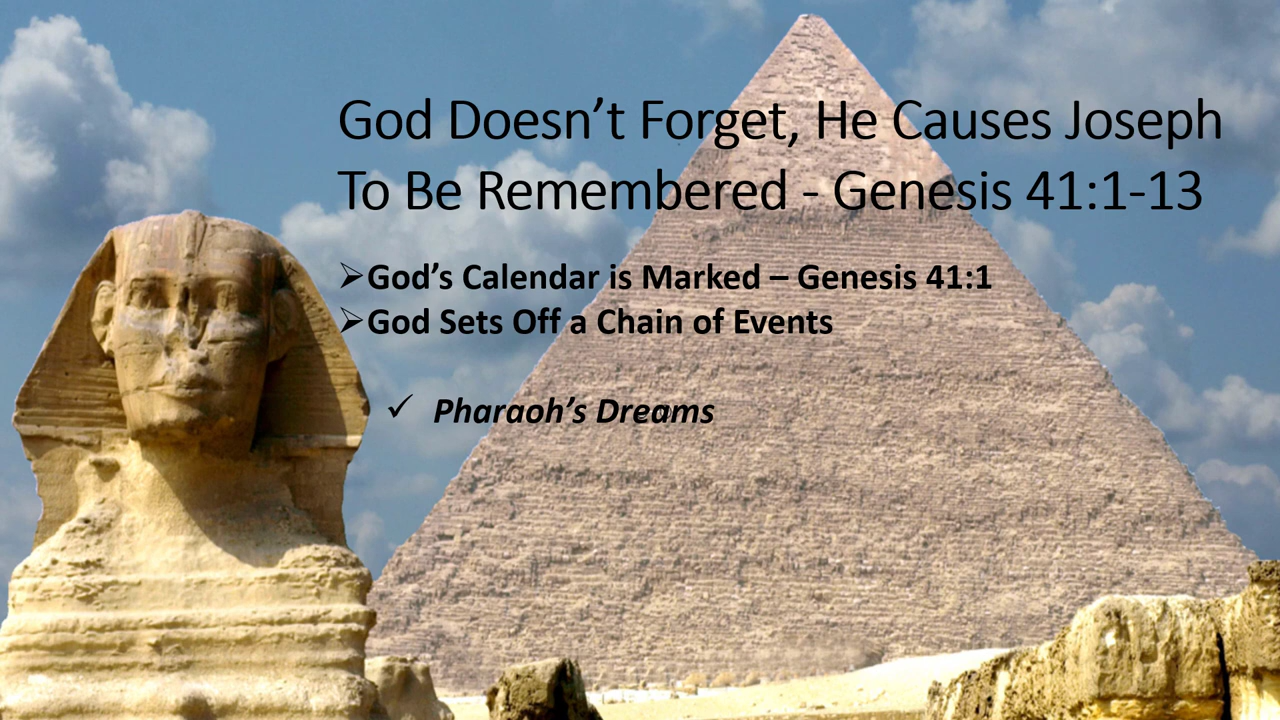 God Doesn’t Forget, He Causes Joseph
To Be Remembered - Genesis 41:1-13
➢God’s Calendar is Marked – Genesis 41:1
➢God Sets Off a Chain of Events
✓ Pharaoh’s Dreams